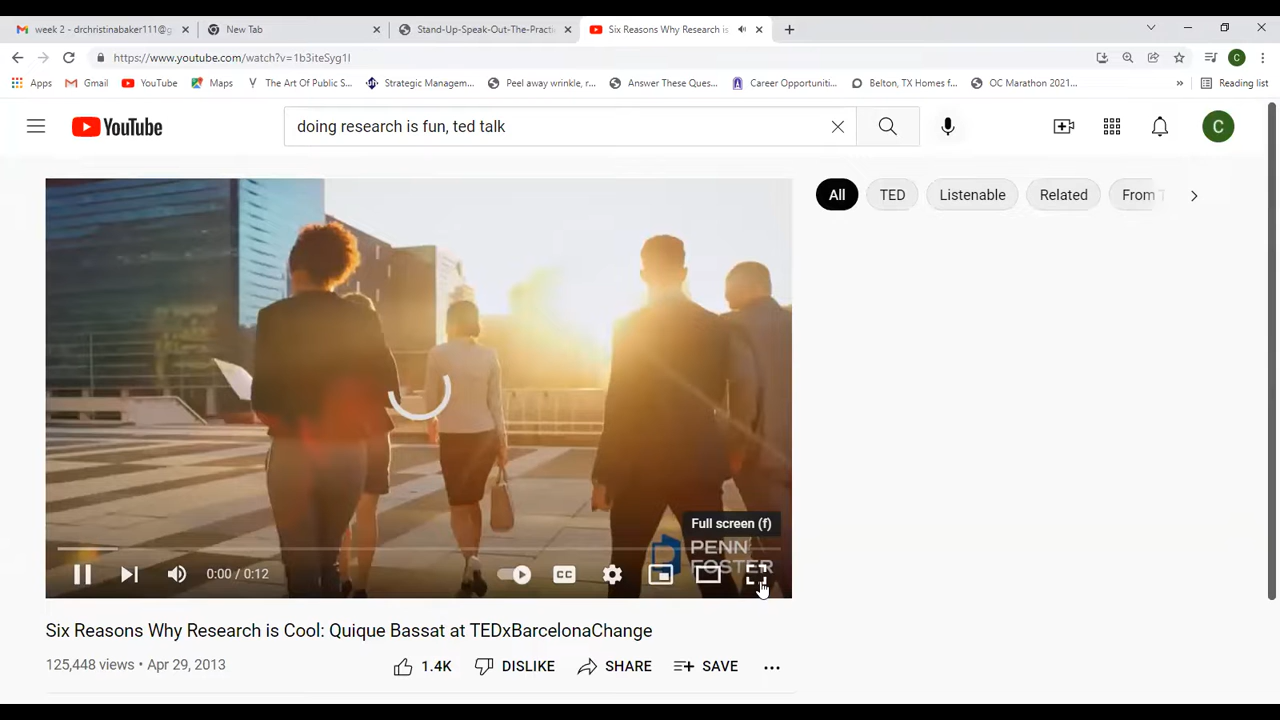 week 2 - drchristinabaker111@g
New Tab
Stand-Up-Speak-Out-The-Practi
Six Reasons Why Research is
https://www.youtube.com/watch?v=1b3iteSyg1I
C
Apps
Gmail
YouTube
Maps
The Art Of Public S...
Strategic Managem...
Peel away wrinkle, r...
Answer These Ques...
Career Opportuniti...
Belton, TX Homes f...
OC Marathon 2021...
»
Reading list
YouTube
doing research is fun, ted talk
C
All
TED
Listenable
Related
From T
Full screen (f)
PENN
FOSTER
0:00 / 0:12
CC
Six Reasons Why Research is Cool: Quique Bassat at TEDxBarcelonaChange
125,448 views • Apr 29, 2013
1.4K
DISLIKE
SHARE
SAVE